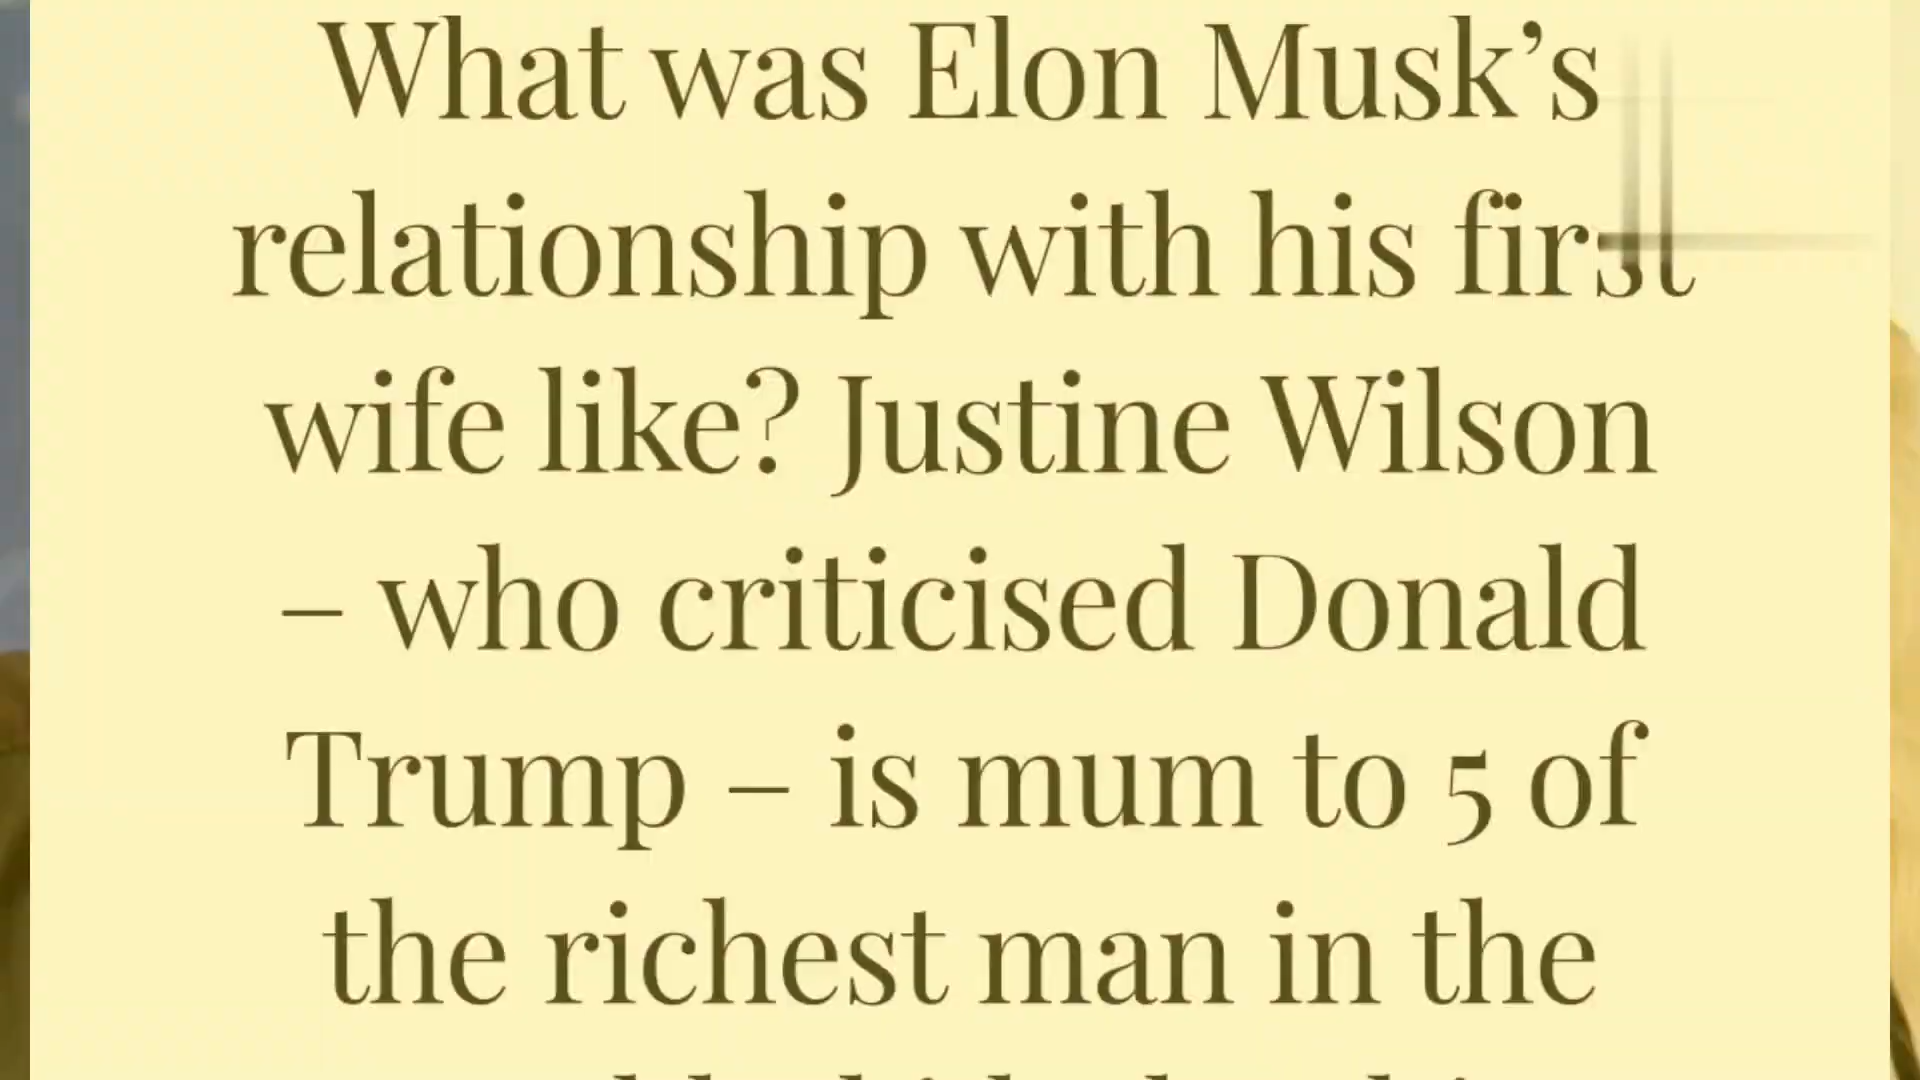 What was Elon Musk’s
relationship with his first
wife like? Justine Wilson
– who criticised Donald
Trump – is mum to 5 of
the richest man in the